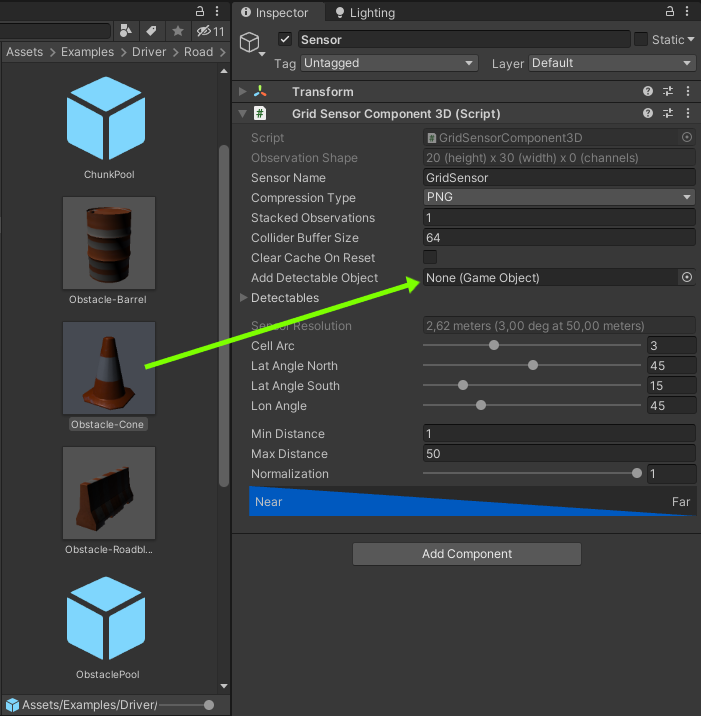 11
Assets > Examples > Driver > Road >
ChunkPool
Obstacle-Barrel
Obstacle-Cone
Obstacle-Roadbl...
ObstaclePool
Assets/Examples/Driver/
Inspector
Lighting
Sensor
Static
Tag Untagged
Layer Default
Transform
# Grid Sensor Component 3D (Script)
Script # GridSensorComponent3D
Observation Shape 20 (height) x 30 (width) x 0 (channels)
Sensor Name GridSensor
Compression Type PNG
Stacked Observations 1
Collider Buffer Size 64
Clear Cache On Reset
Add Detectable Object None (Game Object)
Detectables
Sensor Resolution 2,62 meters (3,00 deg at 50,00 meters)
Cell Arc 3
Lat Angle North 45
Lat Angle South 15
Lon Angle 45
Min Distance 1
Max Distance 50
Normalization 1
Near Far
Add Component